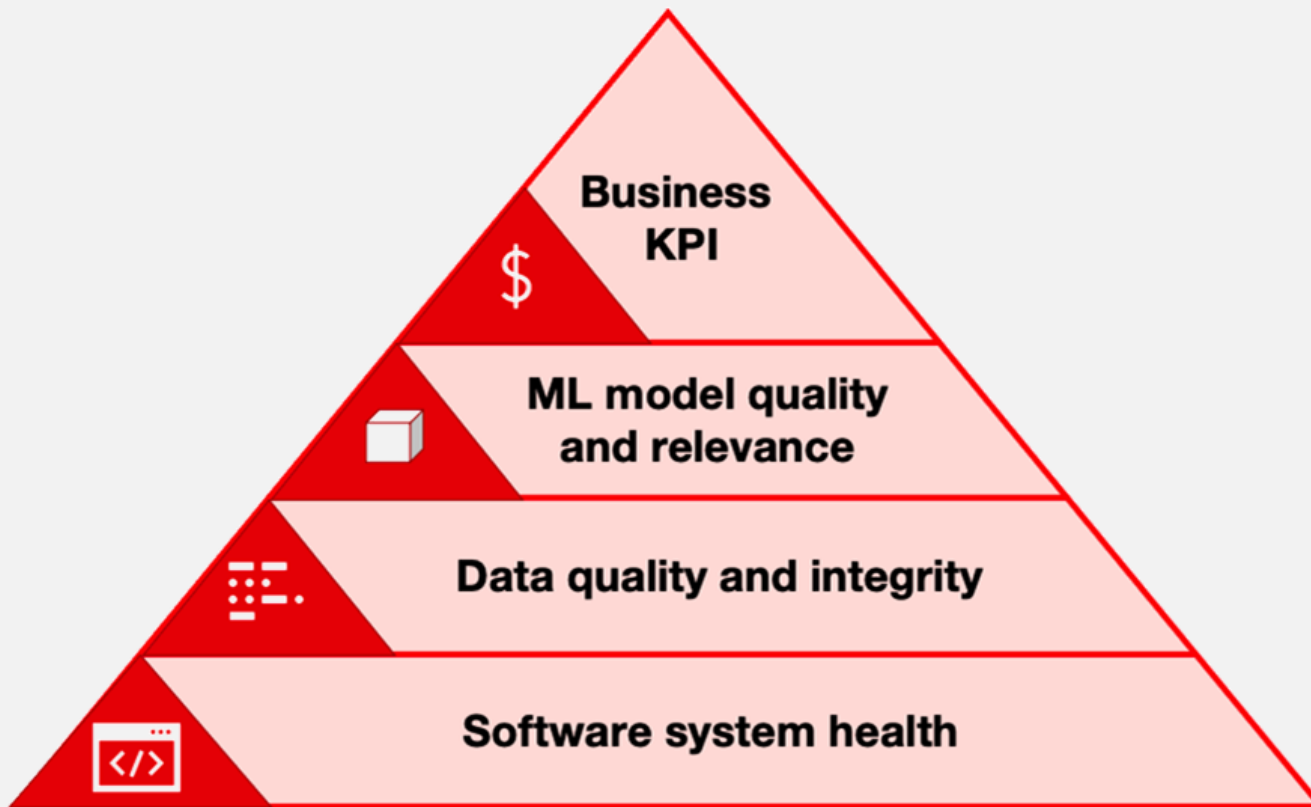 Business
KPI
$
ML model quality
and relevance
Data quality and integrity
Software system health
</>